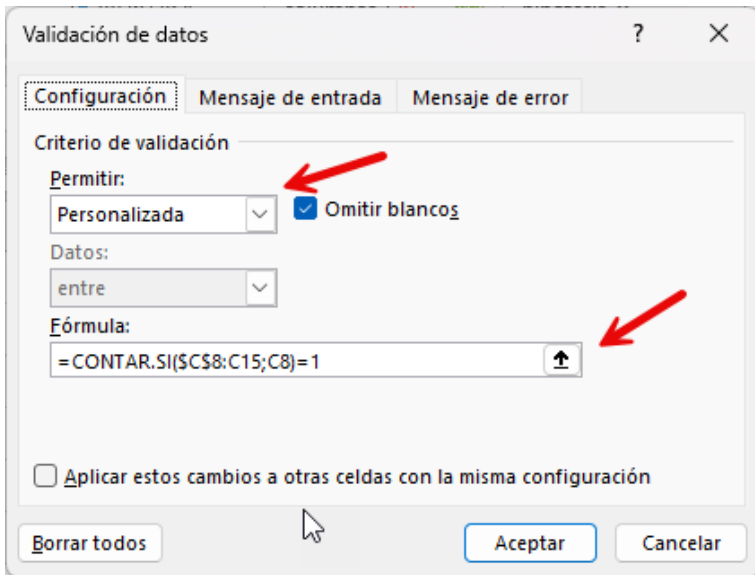 Validación de datos ?
Configuración Mensaje de entrada Mensaje de error
Criterio de validación
Permitir:
Personalizada Omitir blancos
Datos:
entre
Fórmula:
=CONTAR.SI($C$8:C15;C8)=1
Aplicar estos cambios a otras celdas con la misma configuración
Borrar todos Aceptar Cancelar